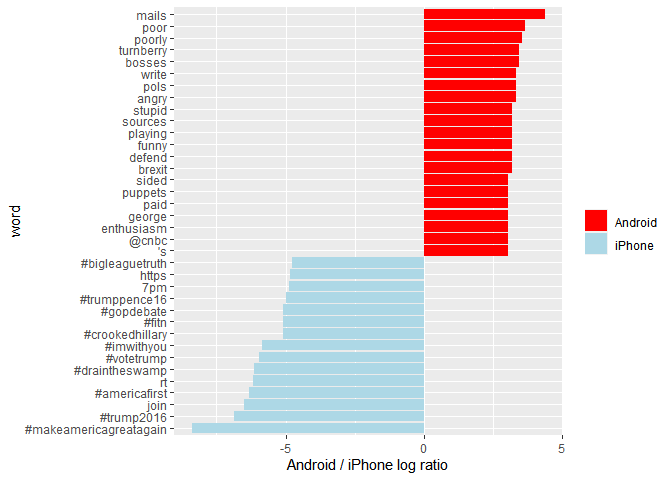 mails
poor
poorly
turnberry
bosses
write
pols
angry
stupid
sources
playing
funny
defend
brexit
sided
puppets
paid
george
enthusiasm
@cnbc
's
#bigleaguetruth
https
7pm
#trumppence16
#gopdebate
#fitn
#crookedhillary
#imwithyou
#votetrump
#draintheswamp
rt
#americafirst
join
#trump2016
#makeamericagreatagain
word
-5 0 5
Android / iPhone log ratio
Android
iPhone